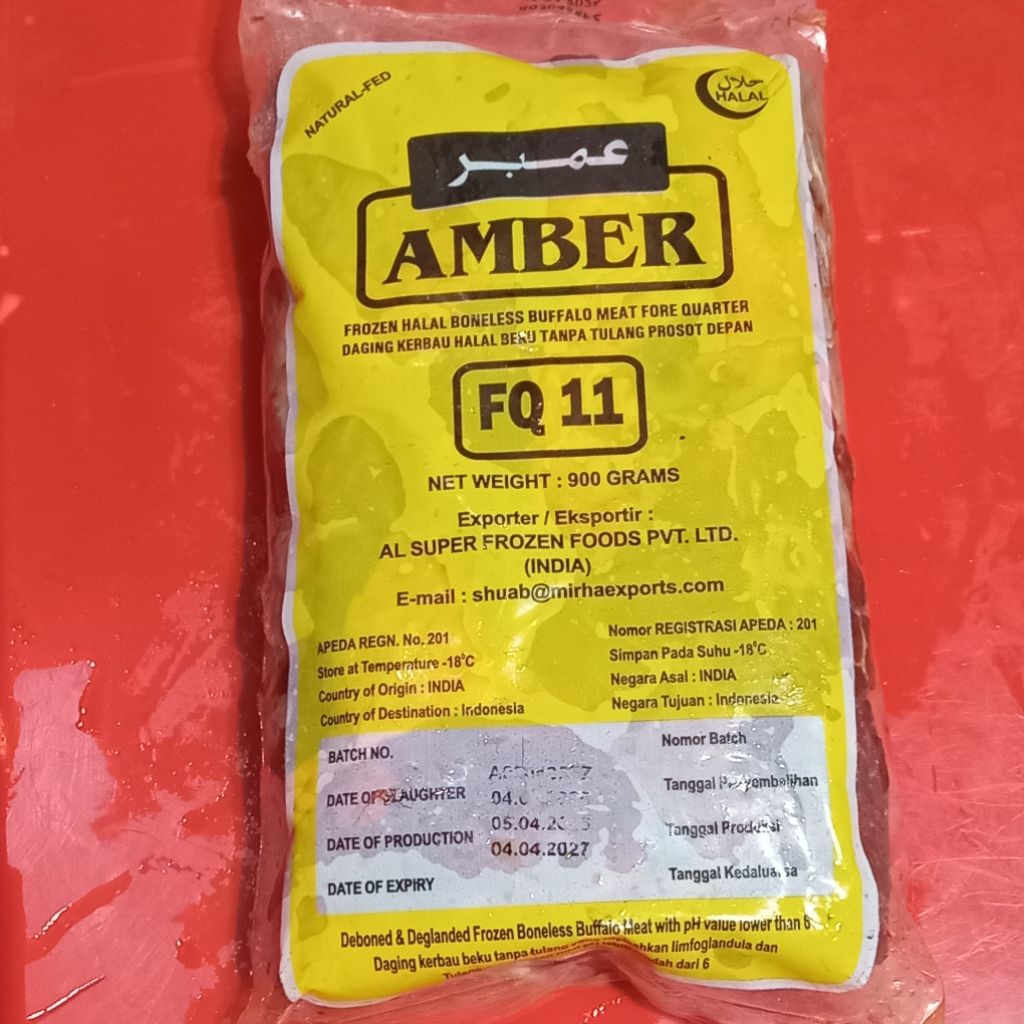 NATURAL-FED
حلال
HALAL
عمبر
AMBER
FROZEN HALAL BONELESS BUFFALO MEAT FORE QUARTER
DAGING KERBAU HALAL BEKU TANPA TULANG PROSOT DEPAN
FQ 11
NET WEIGHT : 900 GRAMS
Exporter / Eksportir :
AL SUPER FROZEN FOODS PVT. LTD.
(INDIA)
E-mail : shuab@mirhaexports.com
APEDA REGN. No. 201
Store at Temperature -18°C
Country of Origin : INDIA
Country of Destination : Indonesia
Nomor REGISTRASI APEDA : 201
Simpan Pada Suhu -18°C
Negara Asal : INDIA
Negara Tujuan : Indonesia
BATCH NO. Nomor Batch
DATE OF SLAUGHTER Tanggal Penyembelihan
DATE OF PRODUCTION Tanggal Produksi
04.04.2027
DATE OF EXPIRY Tanggal Kedaluarsa
Deboned & Deglanded Frozen Boneless Buffalo Meat with pH value lower than 6
Daging kerbau beku tanpa tulang limfoglandula dan
dari 6